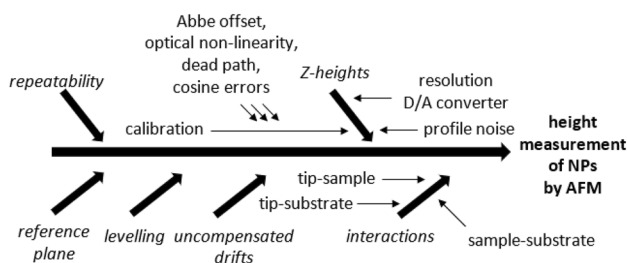 Abbe offset,
optical non-linearity,
dead path,
cosine errors
repeatability
Z-heights
resolution
D/A converter
calibration
profile noise
height
measurement
of NPs
by AFM
tip-sample
tip-substrate
reference
plane
levelling
uncompensated
drifts
interactions
sample-substrate